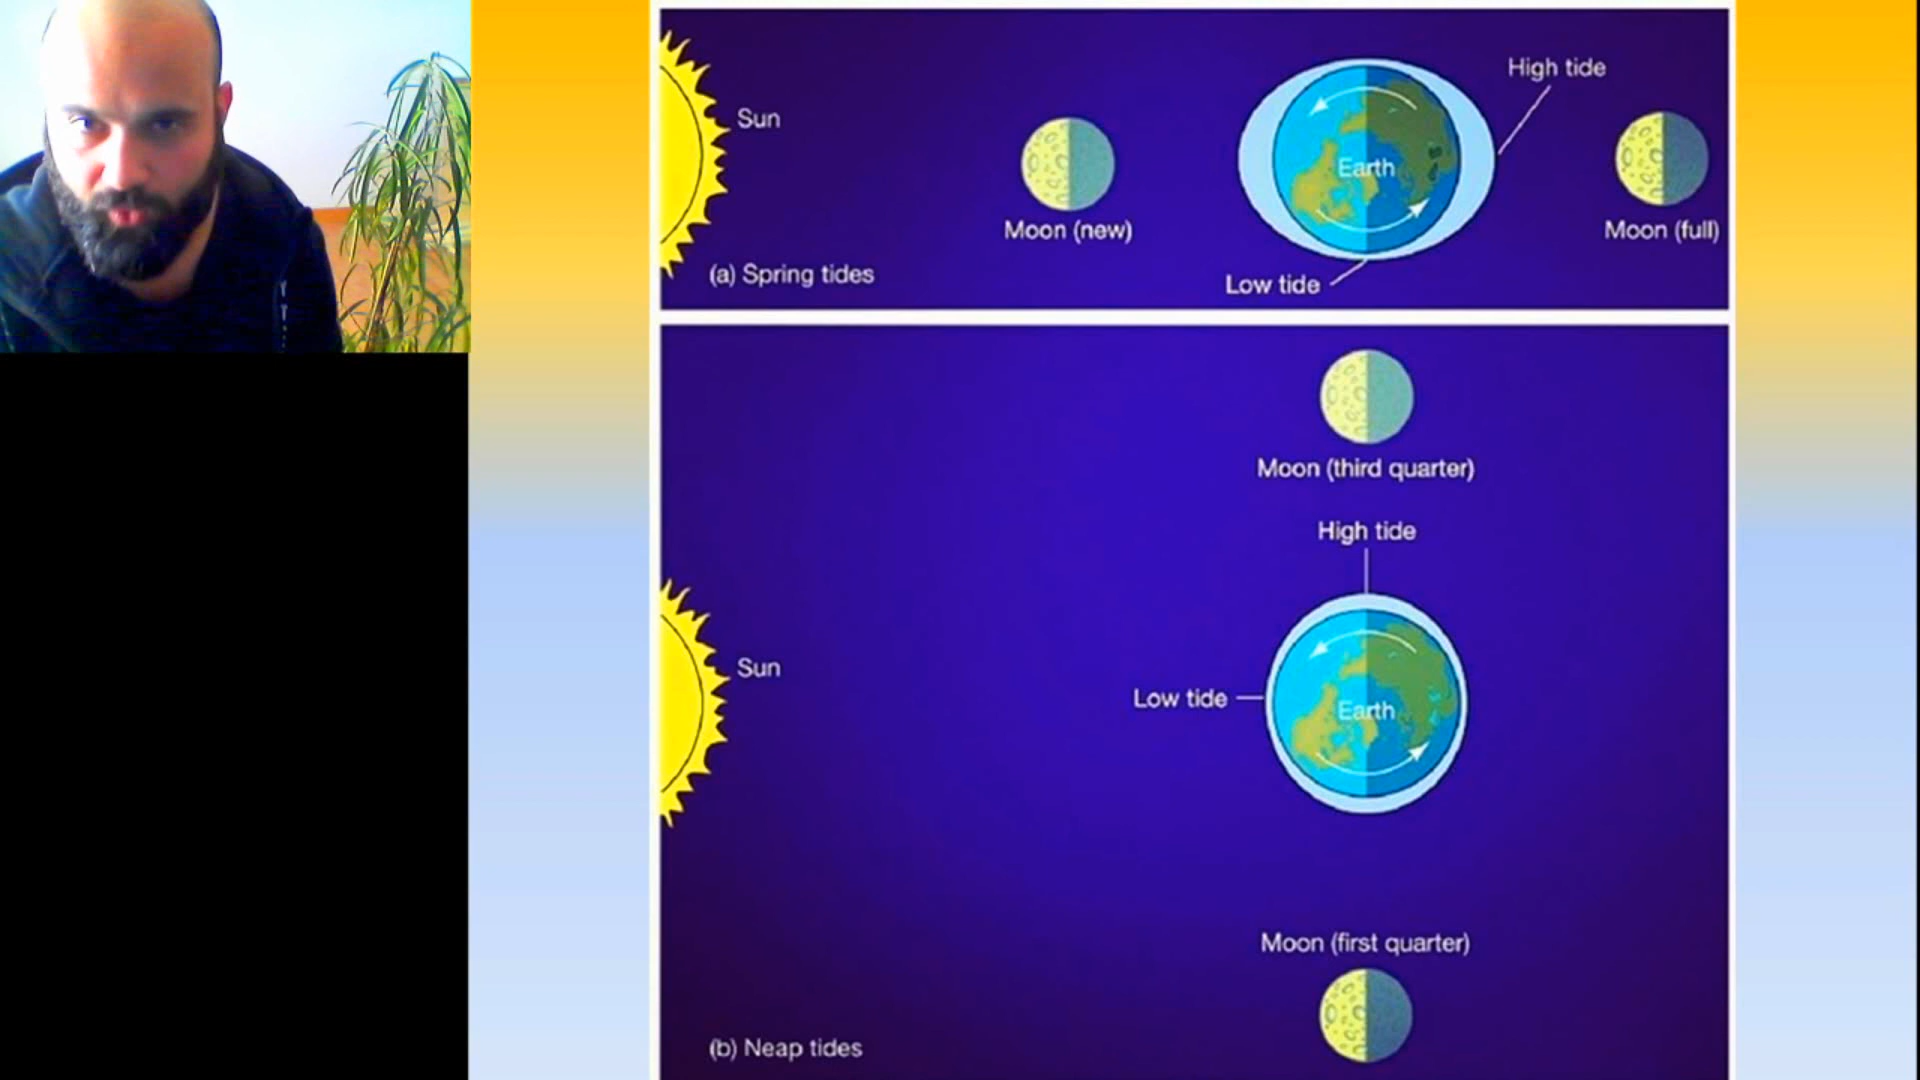 High tide
Sun
Earth
Moon (new)
Moon (full)
(a) Spring tides
Low tide
Moon (third quarter)
High tide
Sun
Low tide
Earth
Moon (first quarter)
(b) Neap tides